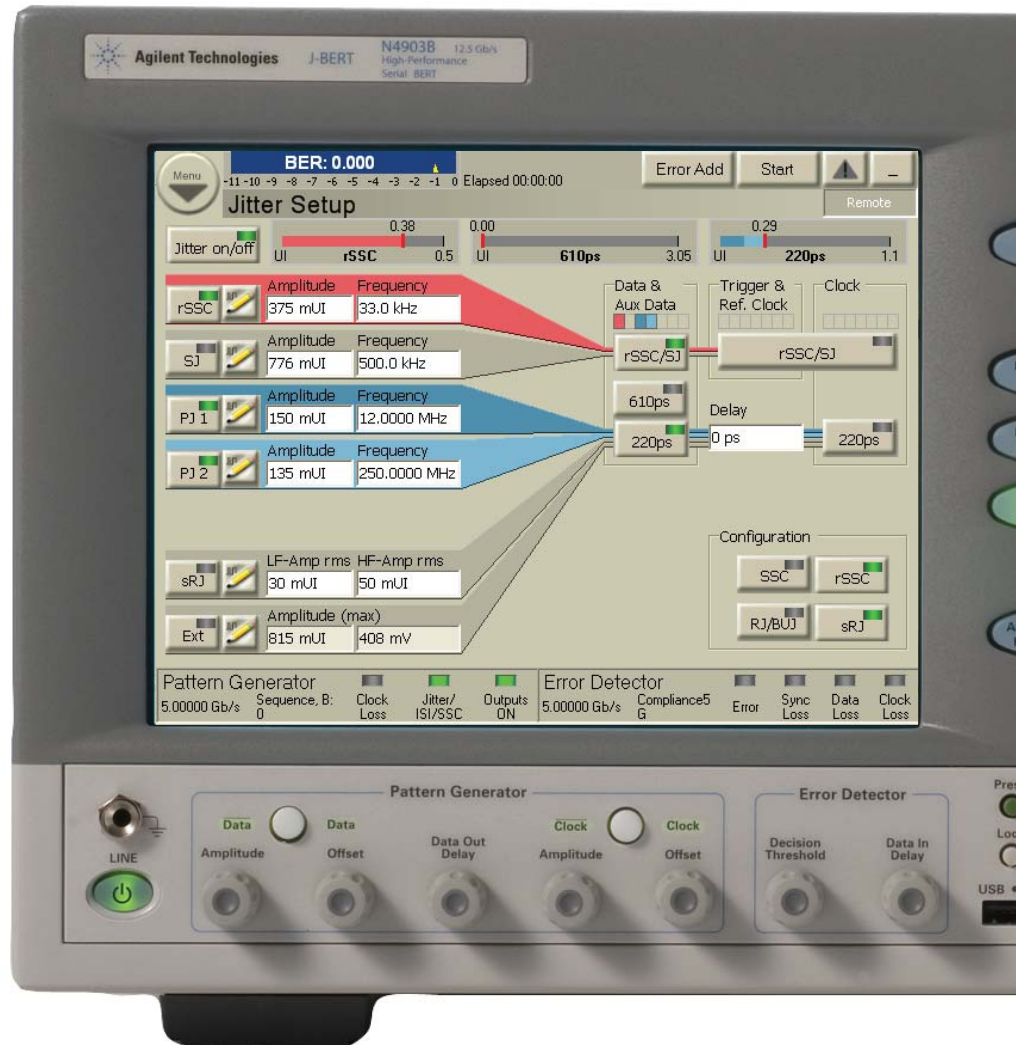 Agilent Technologies J-BERT N4903B 12.5 Gb/s
High-Performance
Serial BERT
Menu
BER: 0.000
-11 -10 -9 -8 -7 -6 -5 -4 -3 -2 -1 0 Elapsed 00:00:00
Error Add Start _
Jitter Setup
Remote
Jitter on/off
0.38 0.00 0.29
UI rSSC 0.5 UI 610ps 3.05 UI 220ps 1.1
Amplitude Frequency
rSSC 375 mUI 33.0 kHz
Data & Aux Data
Trigger & Ref. Clock
Clock
Amplitude Frequency
SJ 776 mUI 500.0 kHz
rSSC/SJ rSSC/SJ
Amplitude Frequency
PJ 1 150 mUI 12.0000 MHz
610ps
Delay
Amplitude Frequency
PJ 2 135 mUI 250.0000 MHz
220ps 0 ps 220ps
LF-Amp rms HF-Amp rms
sRJ 30 mUI 50 mUI
Amplitude (max)
Ext 815 mUI 408 mV
Configuration
SSC rSSC
RJ/BUJ sRJ
Pattern Generator
5.00000 Gb/s Sequence, B: 0 Clock Loss Jitter/ISI/SSC Outputs ON
Error Detector
5.00000 Gb/s Compliance5G Error Sync Loss Data Loss Clock Loss
LINE
Pattern Generator
Data Data Clock Clock
Amplitude Offset Data Out Delay Amplitude Offset
Error Detector
Decision Threshold Data In Delay
USB